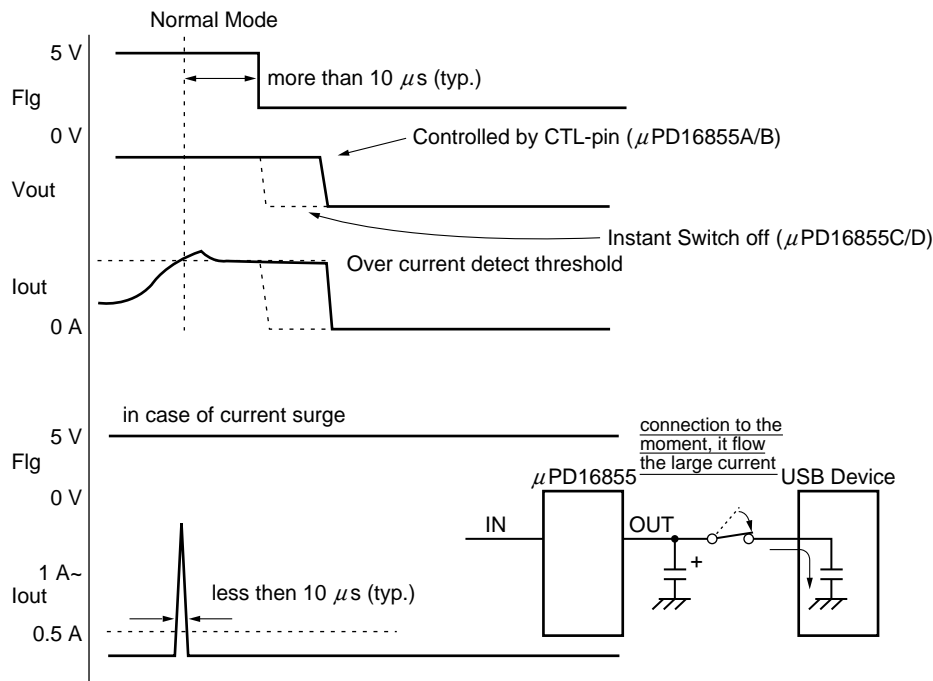 Normal Mode
5 V
more than 10 μs (typ.)
Flg
0 V
Controlled by CTL-pin (μPD16855A/B)
Vout
Instant Switch off (μPD16855C/D)
Over current detect threshold
Iout
0 A
in case of current surge
5 V
Flg
0 V
connection to the
moment, it flow
the large current
μPD16855
USB Device
IN
OUT
+
1 A~
Iout
less then 10 μs (typ.)
0.5 A